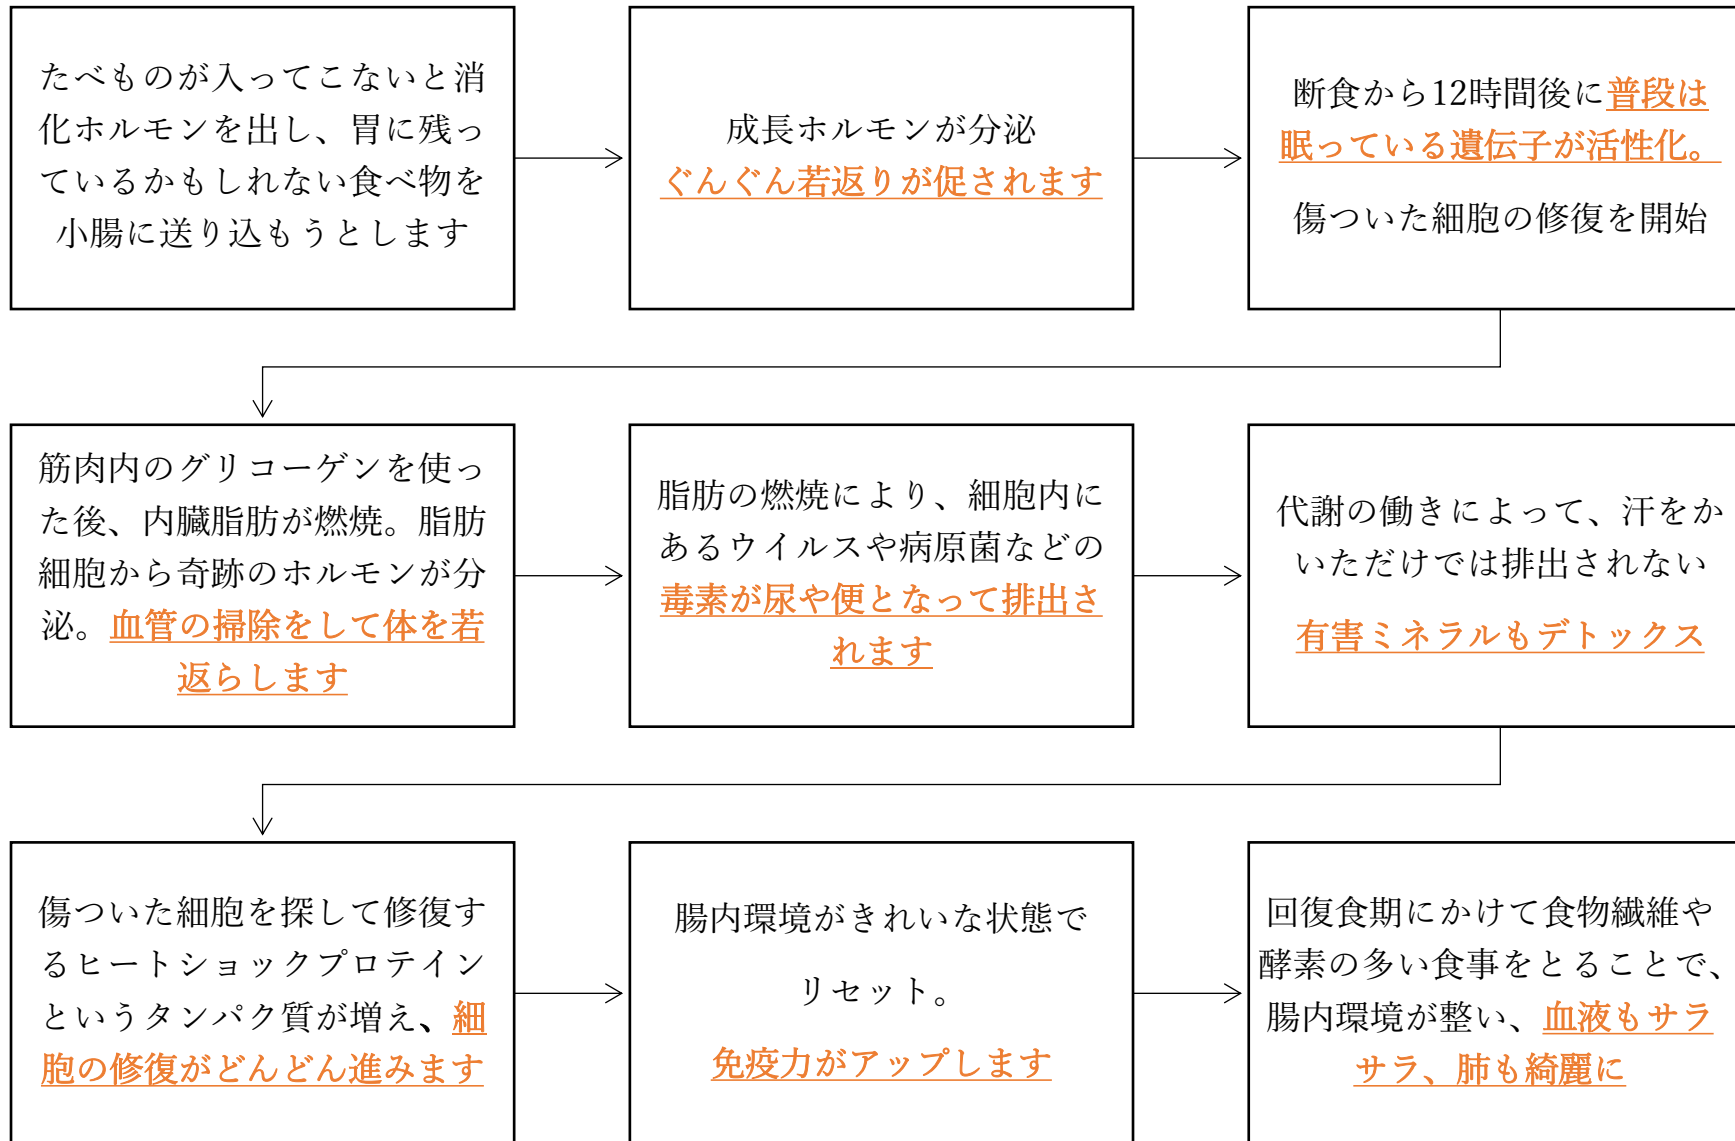 たべものが入ってこないと消
化ホルモンを出し、胃に残っ
ているかもしれない食べ物を
小腸に送り込もうとします
成長ホルモンが分泌
ぐんぐん若返りが促されます
断食から12時間後に普段は
眠っている遺伝子が活性化。
傷ついた細胞の修復を開始
筋肉内のグリコーゲンを使っ
た後、内臓脂肪が燃焼。脂肪
細胞から奇跡のホルモンが分
泌。血管の掃除をして体を若
返らします
脂肪の燃焼により、細胞内に
あるウイルスや病原菌などの
毒素が尿や便となって排出さ
れます
代謝の働きによって、汗をか
いただけでは排出されない
有害ミネラルもデトックス
傷ついた細胞を探して修復す
るヒートショックプロテイン
というタンパク質が増え、細
胞の修復がどんどん進みます
腸内環境がきれいな状態で
リセット。
免疫力がアップします
回復食期にかけて食物繊維や
酵素の多い食事をとることで、
腸内環境が整い、血液もサラ
サラ、肺も綺麗に